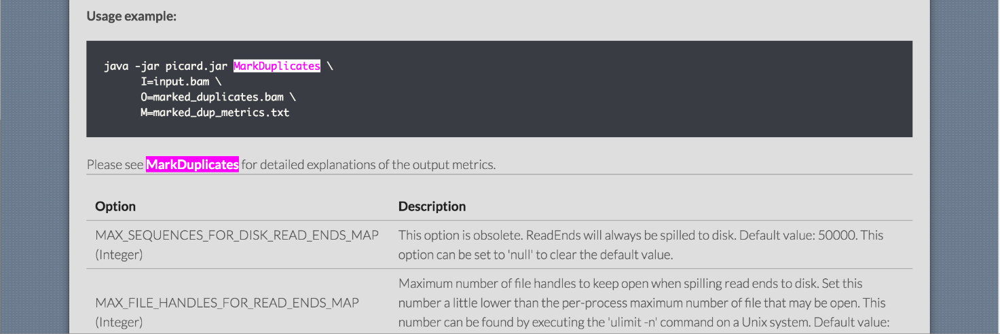 Usage example:
java -jar picard.jar MarkDuplicates \
I=input.bam \
O=marked_duplicates.bam \
M=marked_dup_metrics.txt
Please see MarkDuplicates for detailed explanations of the output metrics.
Option Description
MAX_SEQUENCES_FOR_DISK_READ_ENDS_MAP This option is obsolete. ReadEnds will always be spilled to disk. Default value: 50000. This
(Integer) option can be set to 'null' to clear the default value.
Maximum number of file handles to keep open when spilling read ends to disk. Set this
MAX_FILE_HANDLES_FOR_READ_ENDS_MAP number a little lower than the per-process maximum number of file that may be open. This
(Integer) number can be found by executing the 'ulimit -n' command on a Unix system. Default value: